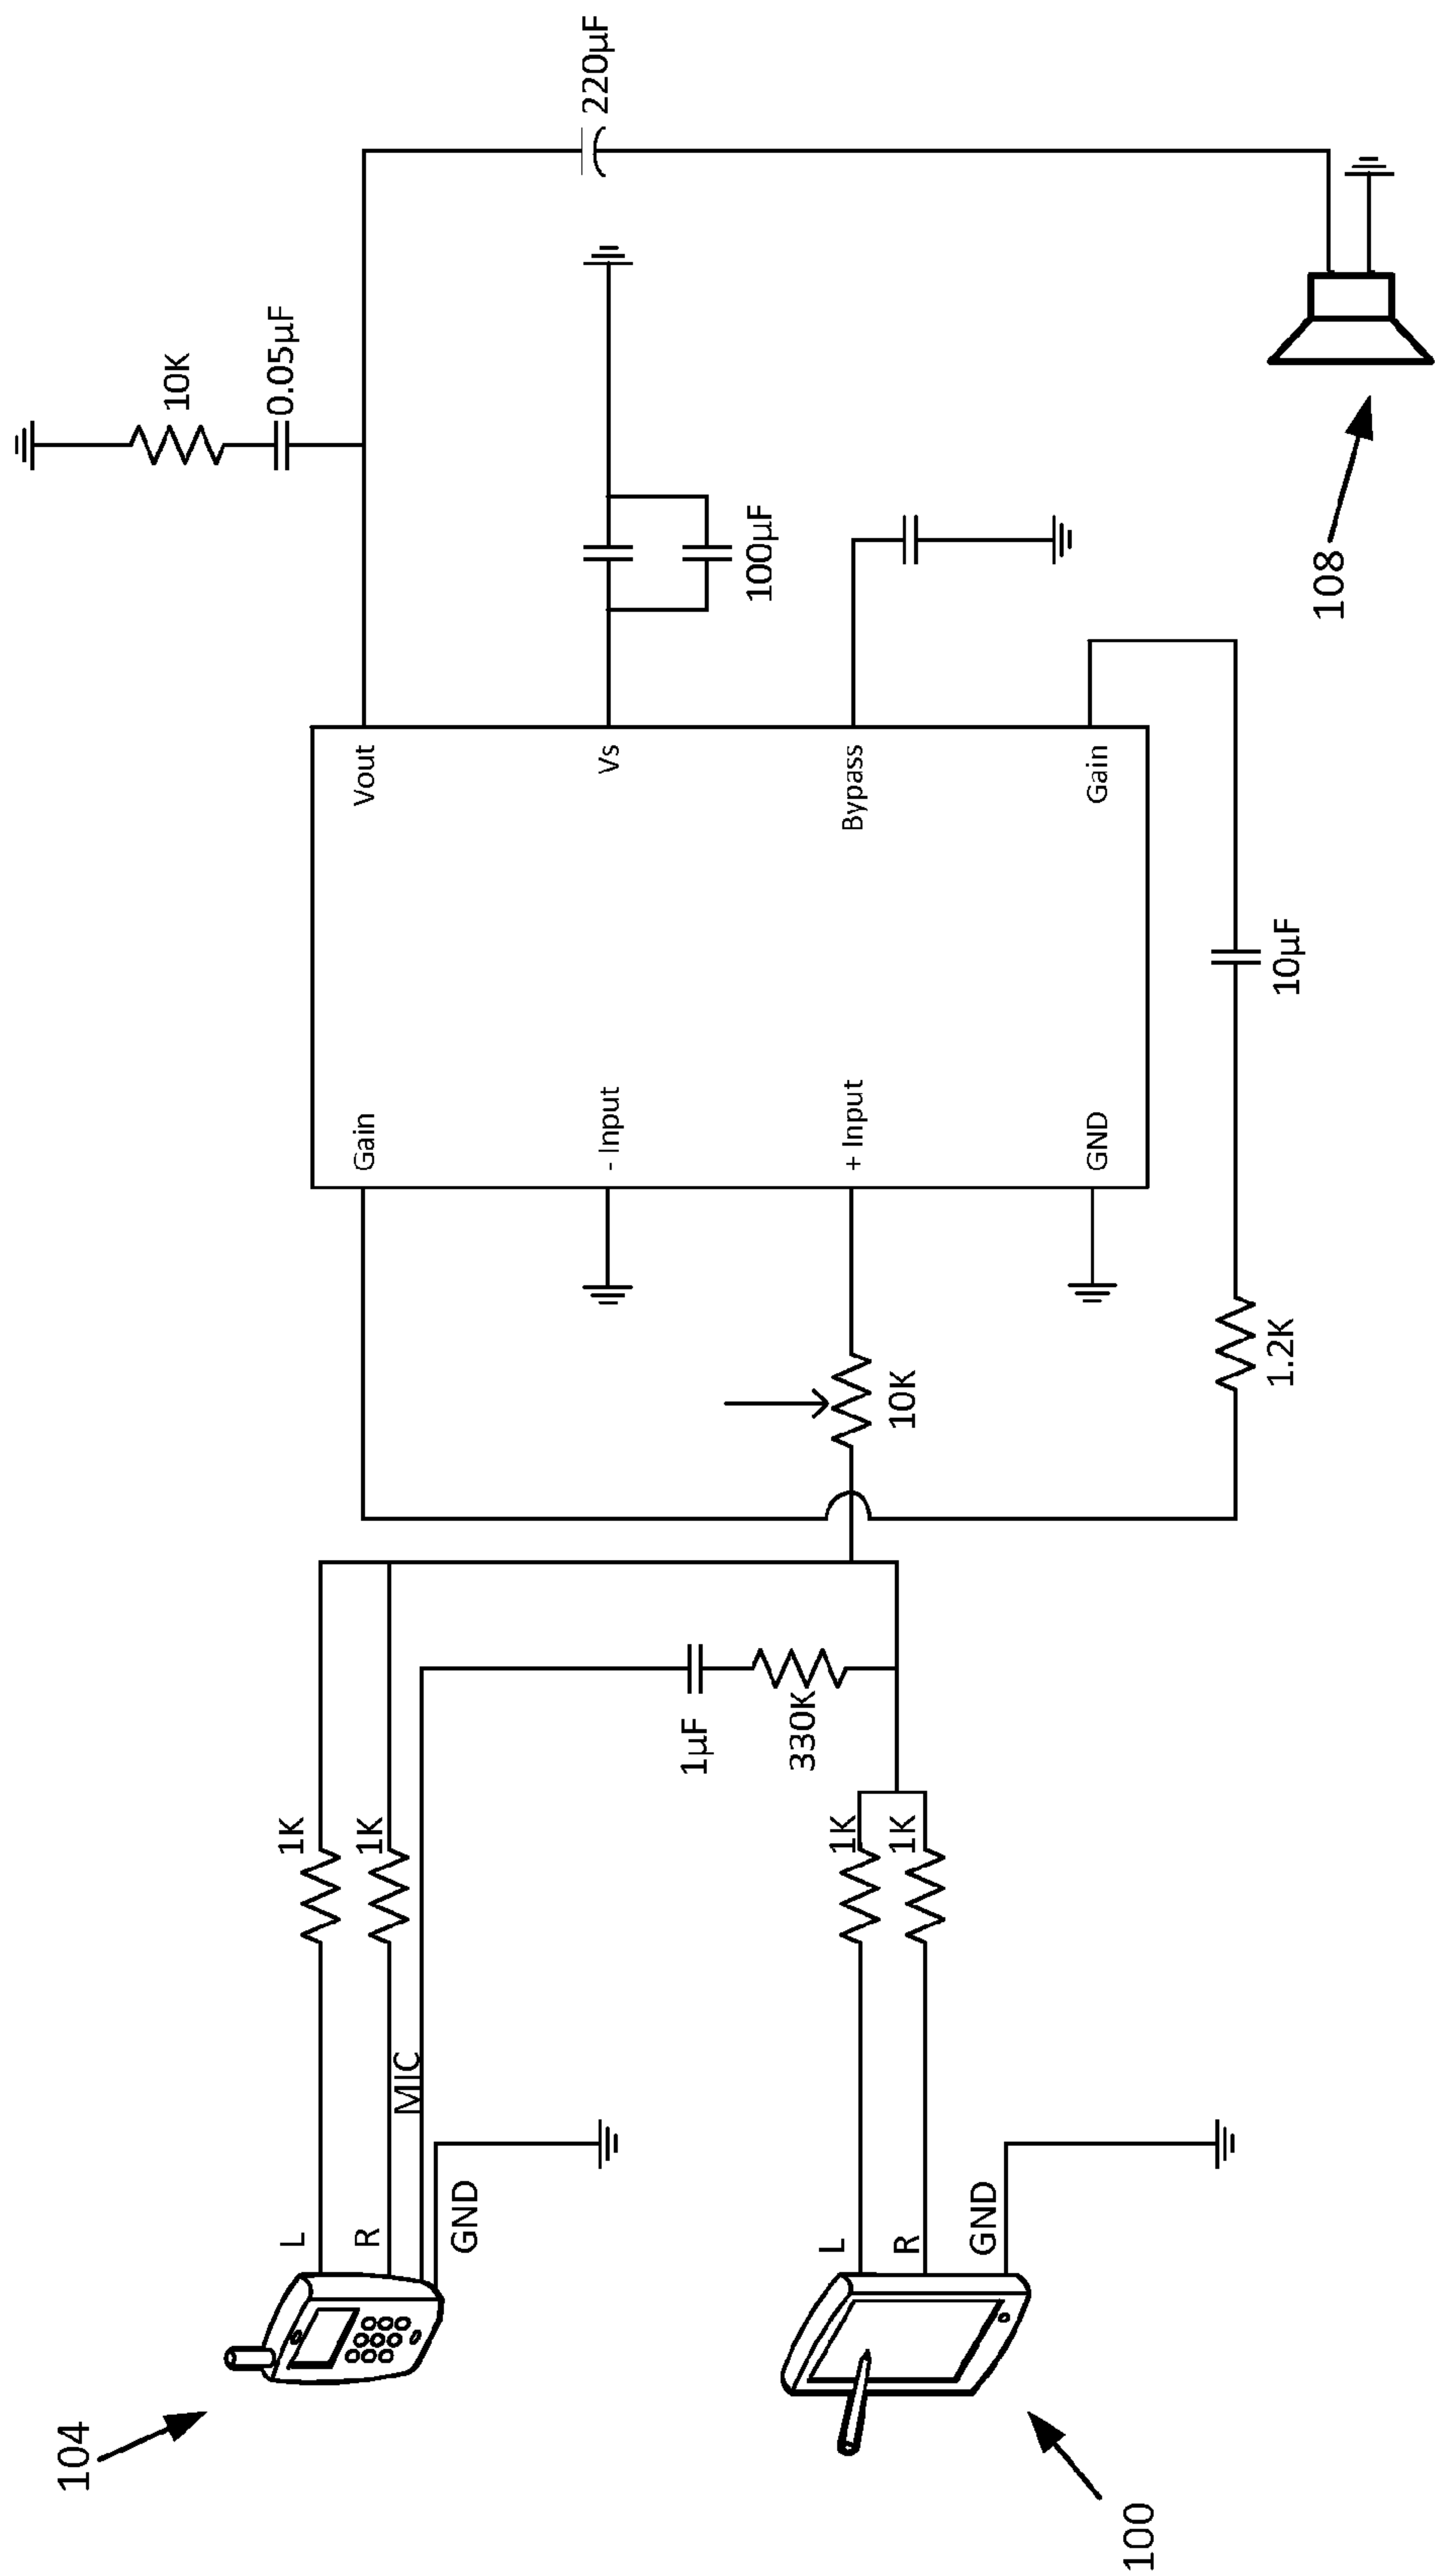 104
L
1K
R
1K
MIC
GND
1µF
330K
100
L
1K
R
1K
GND
10K
Gain
- Input
+ Input
GND
Vout
Vs
Bypass
Gain
1.2K
10µF
10K
0.05µF
100µF
220µF
108